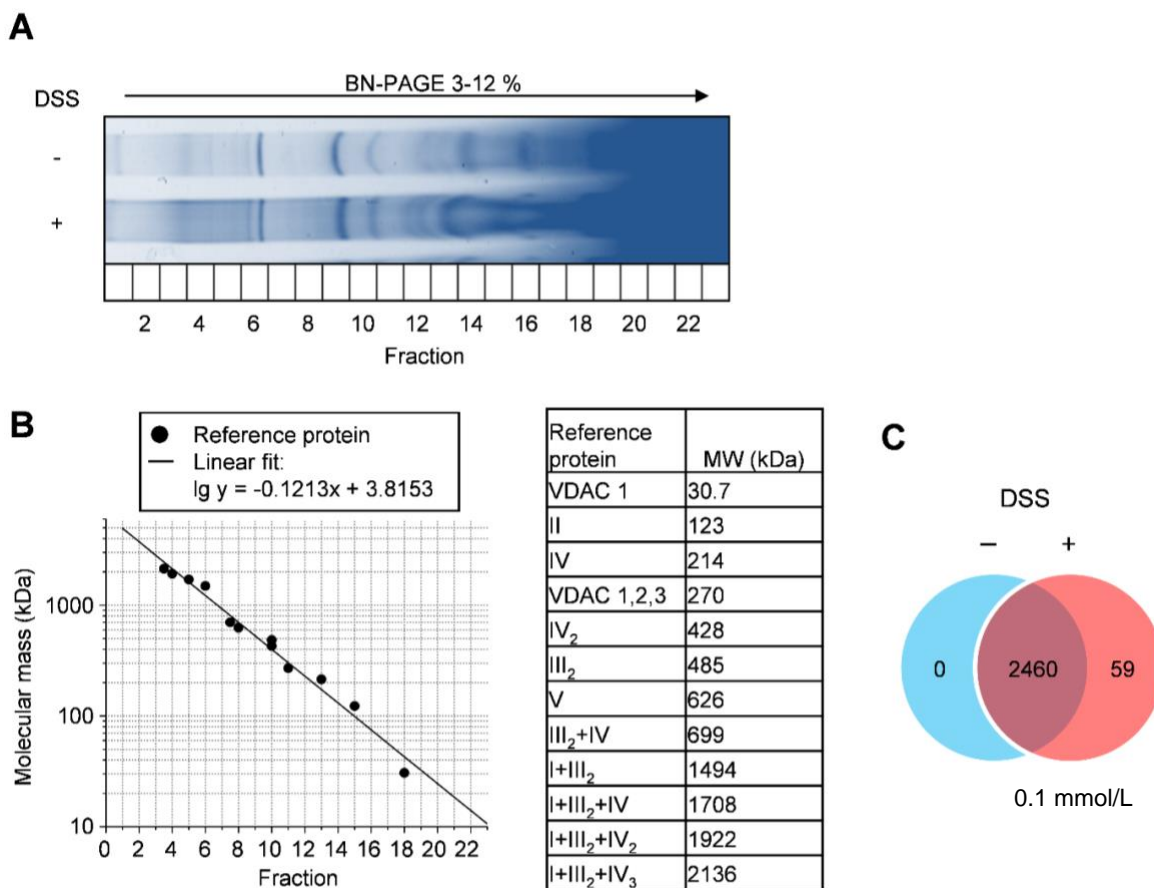 A
DSS
BN-PAGE 3-12 %
-
+
2 4 6 8 10 12 14 16 18 20 22
Fraction
B
Reference protein
Linear fit:
lg y = -0.1213x + 3.8153
Molecular mass (kDa)
1000
100
10
0 2 4 6 8 10 12 14 16 18 20 22
Fraction
Reference protein MW (kDa)
VDAC 1 30.7
II 123
IV 214
VDAC 1,2,3 270
IV₂ 428
III₂ 485
V 626
III₂+IV 699
I+III₂ 1494
I+III₂+IV 1708
I+III₂+IV₂ 1922
I+III₂+IV₃ 2136
C
DSS
− +
0 2460 59
0.1 mmol/L